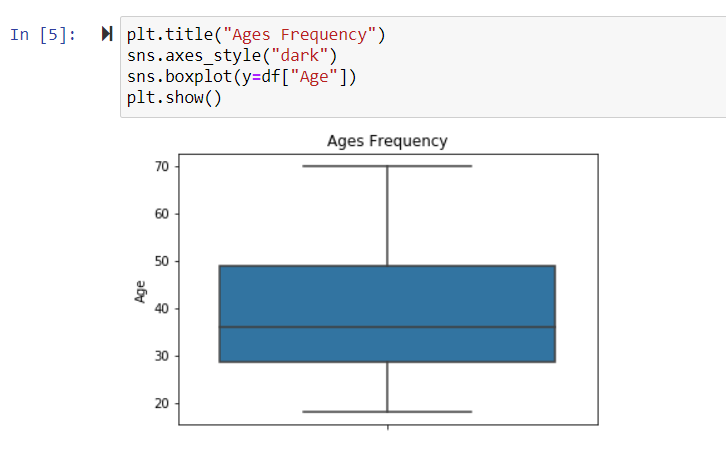 In [5]:
plt.title("Ages Frequency")
sns.axes_style("dark")
sns.boxplot(y=df["Age"])
plt.show()
Ages Frequency
70
60
50
40
30
20
Age